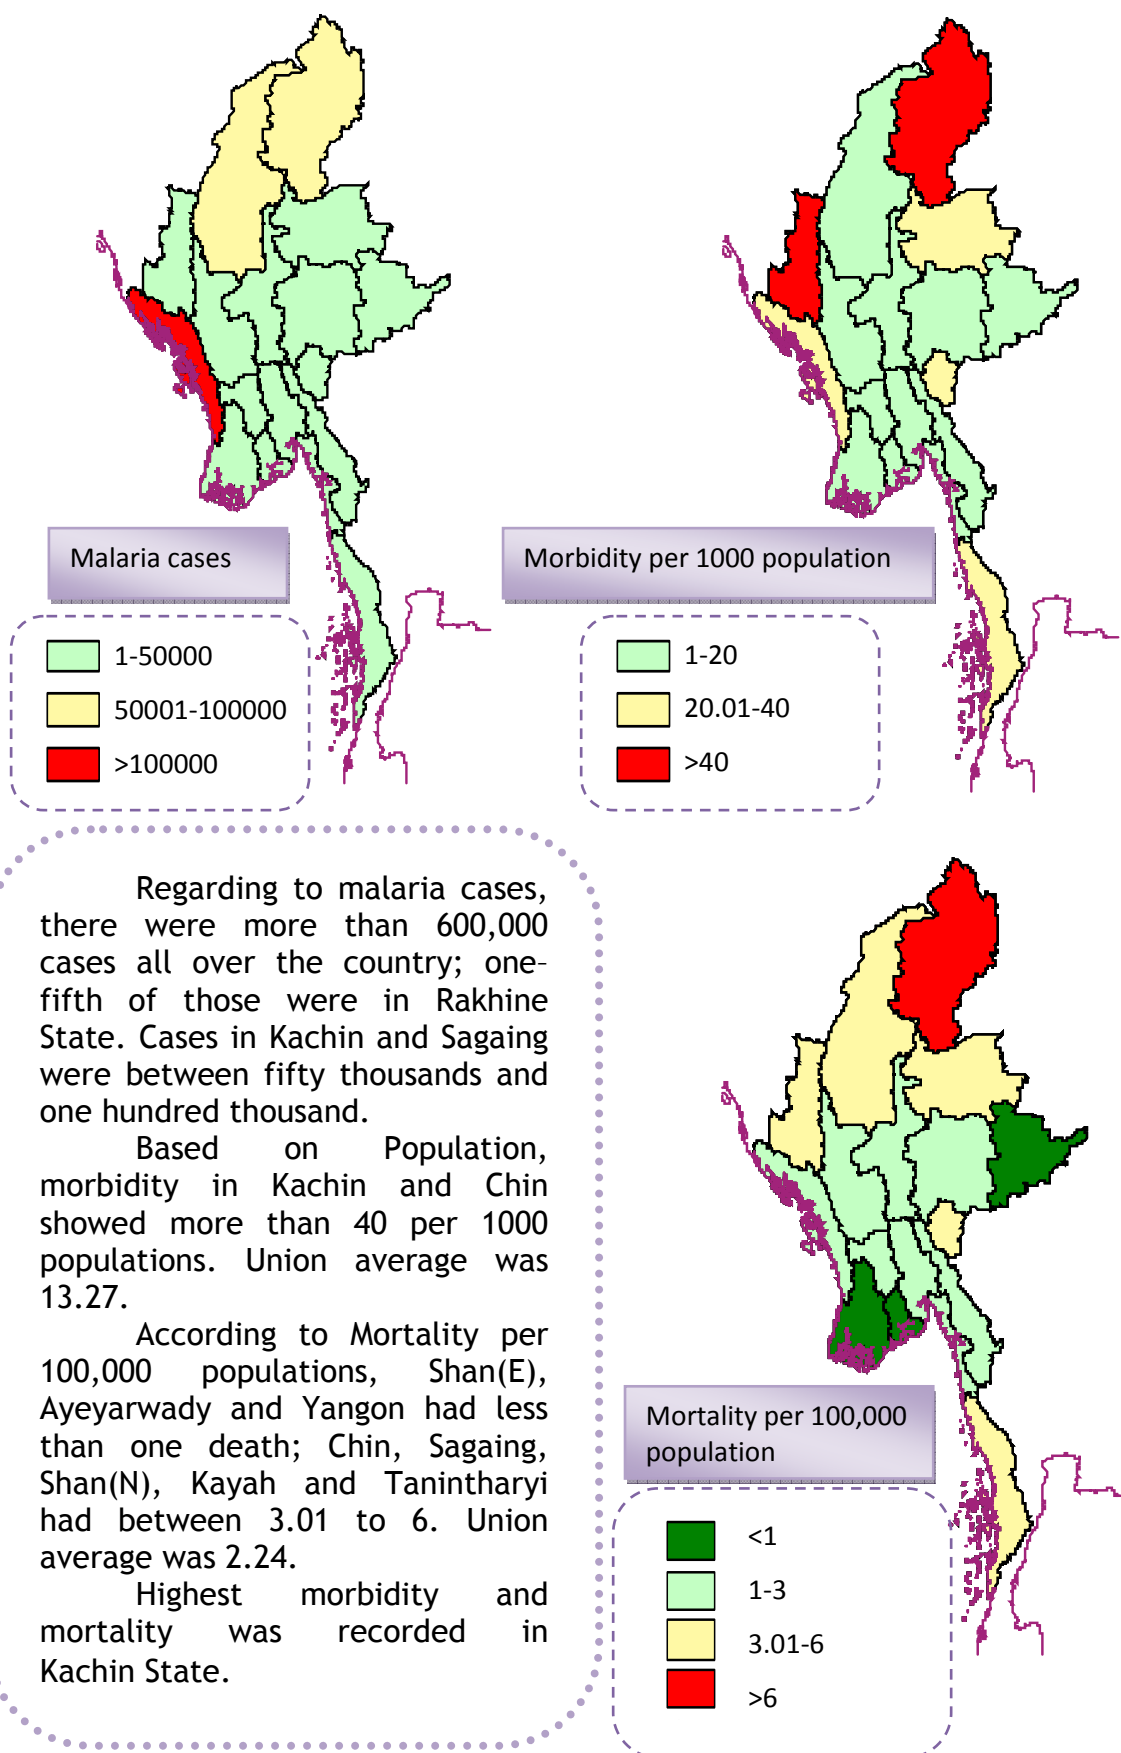 Malaria cases
1-50000
50001-100000
>100000
Morbidity per 1000 population
1-20
20.01-40
>40
Regarding to malaria cases,
there were more than 600,000
cases all over the country; one-
fifth of those were in Rakhine
State. Cases in Kachin and Sagaing
were between fifty thousands and
one hundred thousand.
Based on Population,
morbidity in Kachin and Chin
showed more than 40 per 1000
populations. Union average was
13.27.
According to Mortality per
100,000 populations, Shan(E),
Ayeyarwady and Yangon had less
than one death; Chin, Sagaing,
Shan(N), Kayah and Tanintharyi
had between 3.01 to 6. Union
average was 2.24.
Highest morbidity and
mortality was recorded in
Kachin State.
Mortality per 100,000
population
<1
1-3
3.01-6
>6